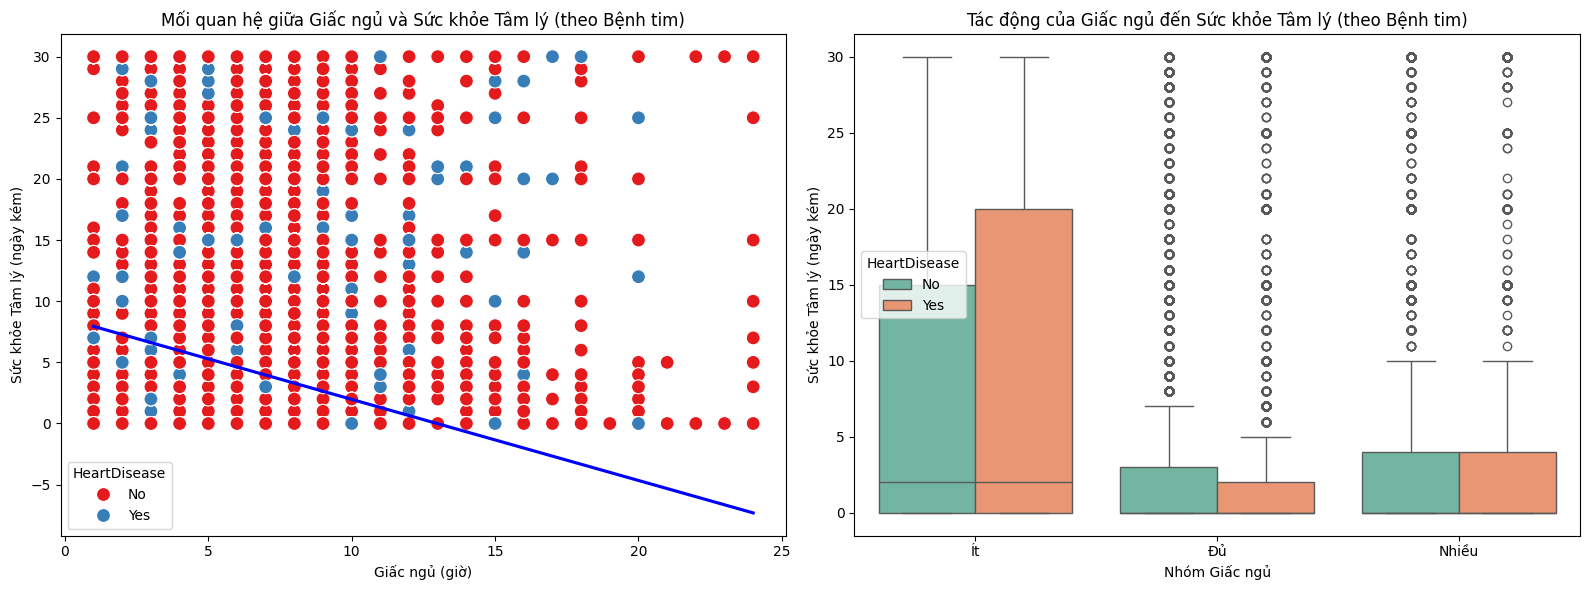 Mối quan hệ giữa Giấc ngủ và Sức khỏe Tâm lý (theo Bệnh tim)
Sức khỏe Tâm lý (ngày kém)
30
25
20
15
10
5
0
−5
HeartDisease
No
Yes
0 5 10 15 20 25
Giấc ngủ (giờ)
Tác động của Giấc ngủ đến Sức khỏe Tâm lý (theo Bệnh tim)
Sức khỏe Tâm lý (ngày kém)
30
25
20
15
10
5
0
HeartDisease
No
Yes
Ít Đủ Nhiều
Nhóm Giấc ngủ